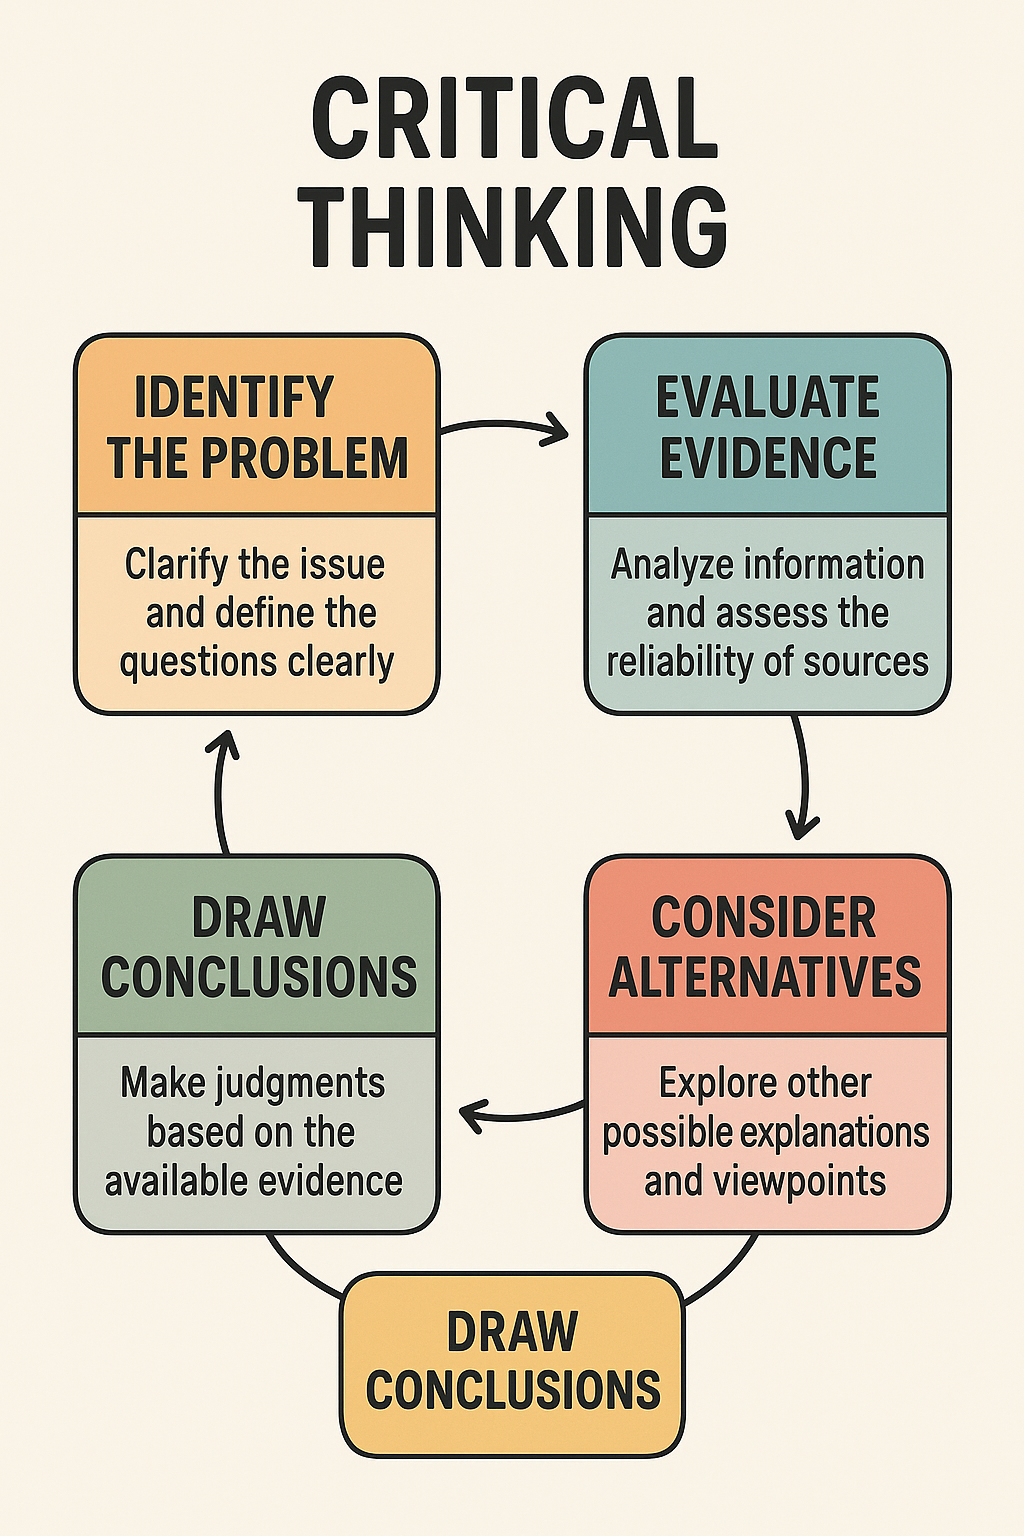 CRITICAL
THINKING
IDENTIFY
THE PROBLEM
Clarify the issue
and define the
questions clearly
EVALUATE
EVIDENCE
Analyze information
and assess the
reliability of sources
CONSIDER
ALTERNATIVES
Explore other
possible explanations
and viewpoints
DRAW
CONCLUSIONS
Make judgments
based on the
available evidence
DRAW
CONCLUSIONS